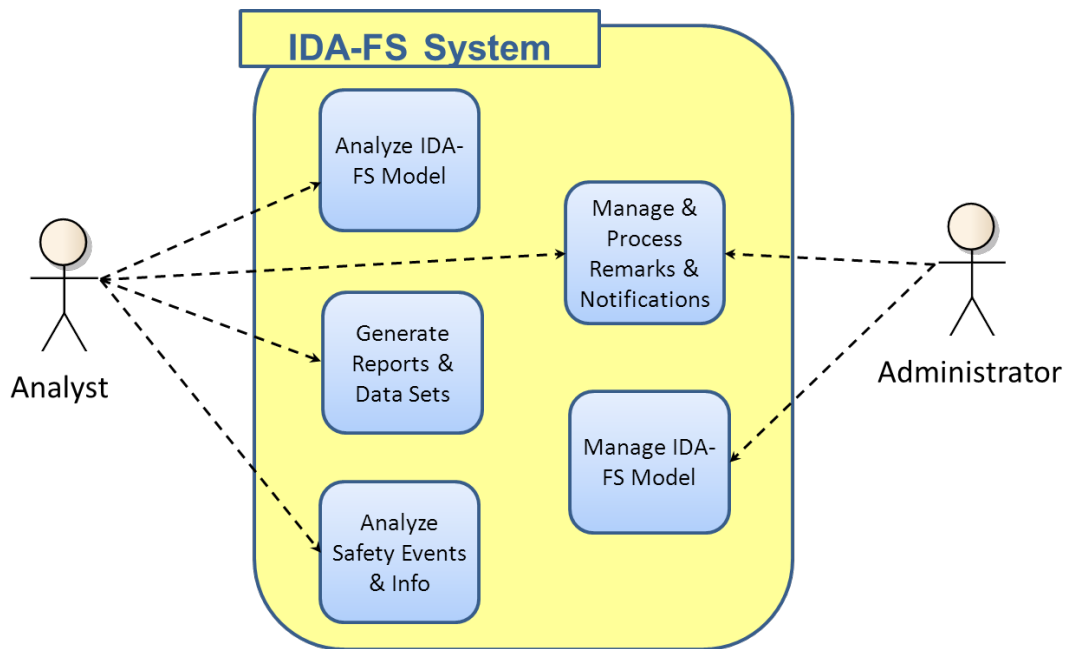 IDA-FS System
Analyze IDA-
FS Model
Manage &
Process
Remarks &
Notifications
Generate
Reports &
Data Sets
Analyst
Administrator
Manage IDA-
FS Model
Analyze
Safety Events
& Info